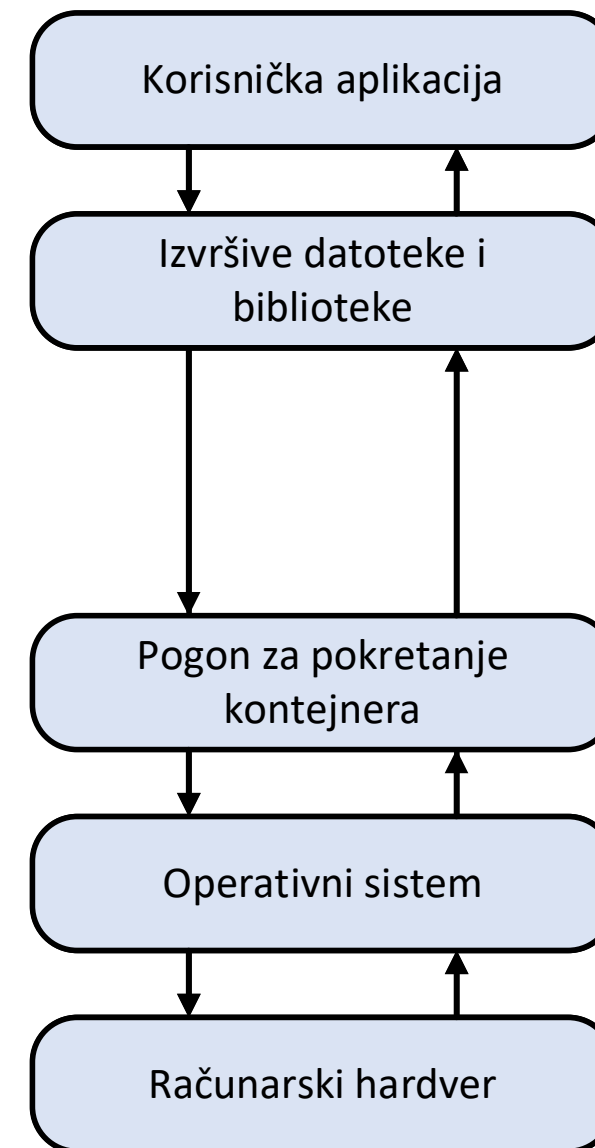 Korisnička aplikacija
Izvršive datoteke i
biblioteke
Pogon za pokretanje
kontejnera
Operativni sistem
Računarski hardver